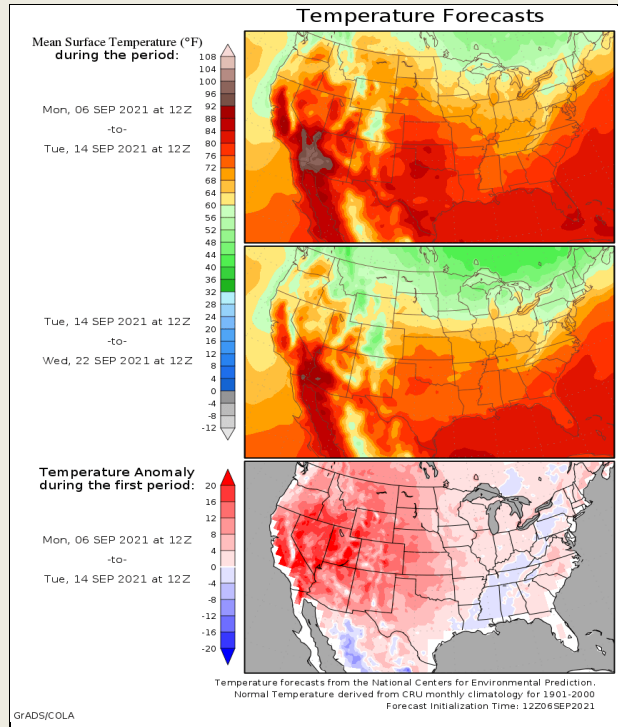 Temperature Forecasts
Mean Surface Temperature (°F)
during the period:
108
104
100
96
92
88
84
80
76
72
68
64
60
56
52
48
44
40
36
32
28
24
20
16
12
8
4
0
-4
-8
-12
Mon, 06 SEP 2021 at 12Z
-to-
Tue, 14 SEP 2021 at 12Z
Tue, 14 SEP 2021 at 12Z
-to-
Wed, 22 SEP 2021 at 12Z
Temperature Anomaly
during the first period:
20
16
12
8
4
0
-4
-8
-12
-16
-20
Mon, 06 SEP 2021 at 12Z
-to-
Tue, 14 SEP 2021 at 12Z
Temperature forecasts from the National Centers for Environmental Prediction.
Normal Temperature derived from CRU monthly climatology for 1901-2000
Forecast Initialization Time: 12Z06SEP2021
GrADS/COLA